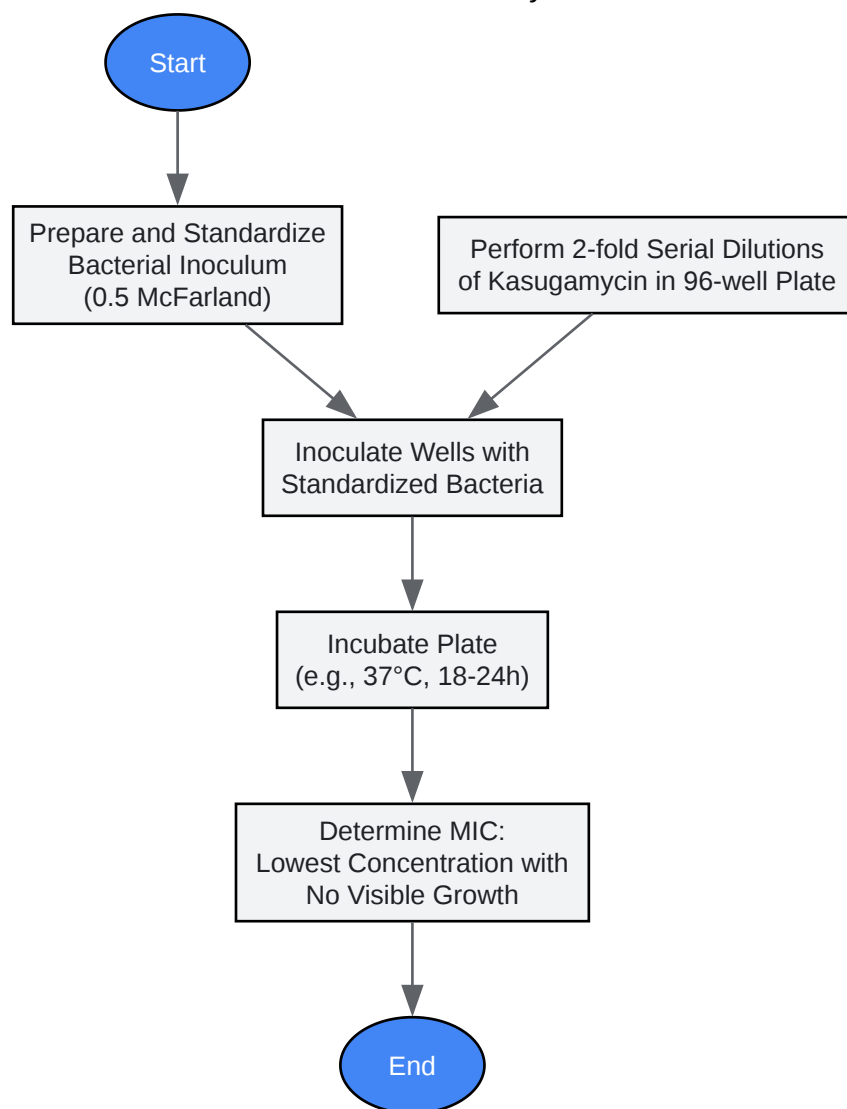 Start
Prepare and Standardize
Bacterial Inoculum
(0.5 McFarland)
Perform 2-fold Serial Dilutions
of Kasugamycin in 96-well Plate
Inoculate Wells with
Standardized Bacteria
Incubate Plate
(e.g., 37°C, 18-24h)
Determine MIC:
Lowest Concentration with
No Visible Growth
End